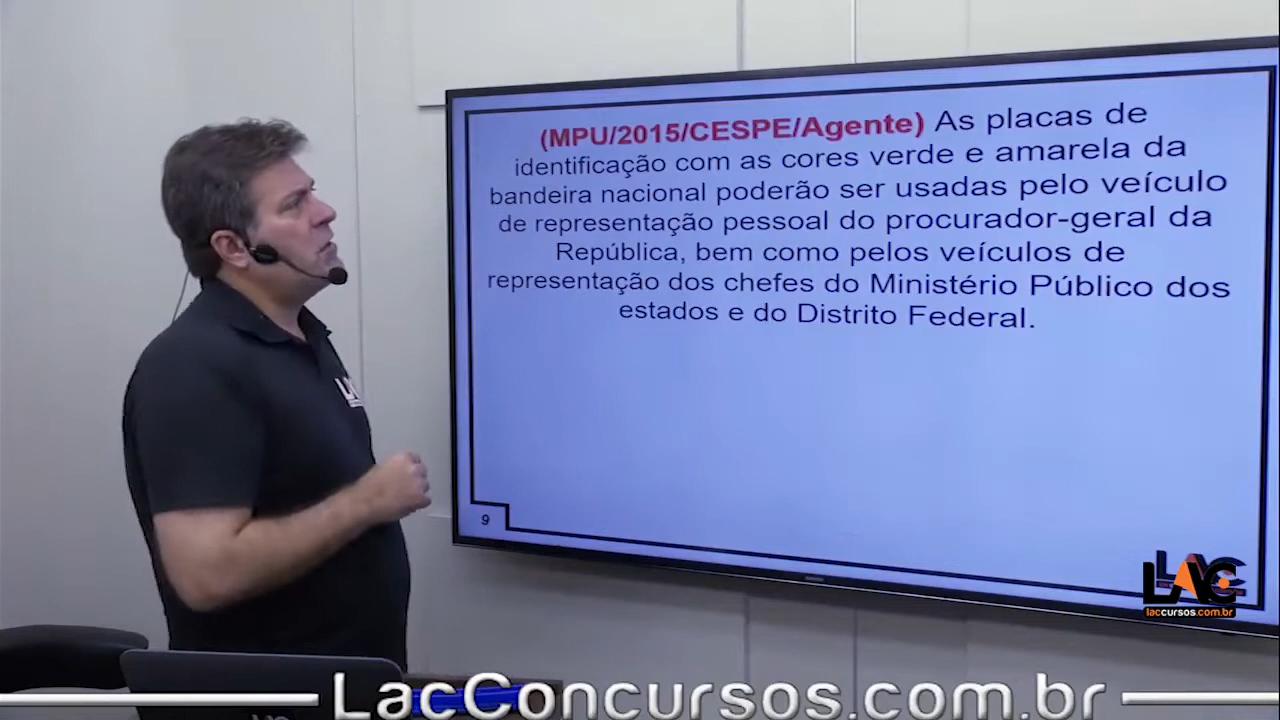 (MPU/2015/CESPE/Agente) As placas de
identificação com as cores verde e amarela da
bandeira nacional poderão ser usadas pelo veículo
de representação pessoal do procurador-geral da
República, bem como pelos veículos de
representação dos chefes do Ministério Público dos
estados e do Distrito Federal.
9
LAC
laccursos.com.br
LacConcursos.com.br